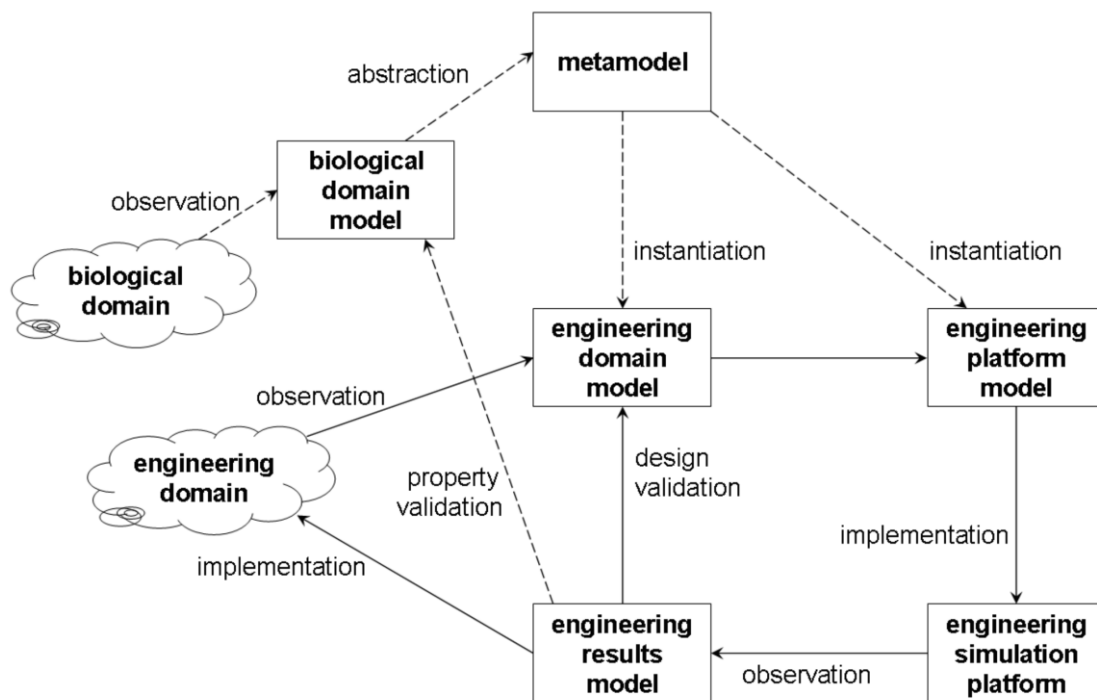 metamodel
abstraction
biological
domain
model
observation
biological
domain
instantiation
instantiation
engineering
domain
model
engineering
platform
model
observation
engineering
domain
property
validation
design
validation
implementation
implementation
engineering
results
model
observation
engineering
simulation
platform